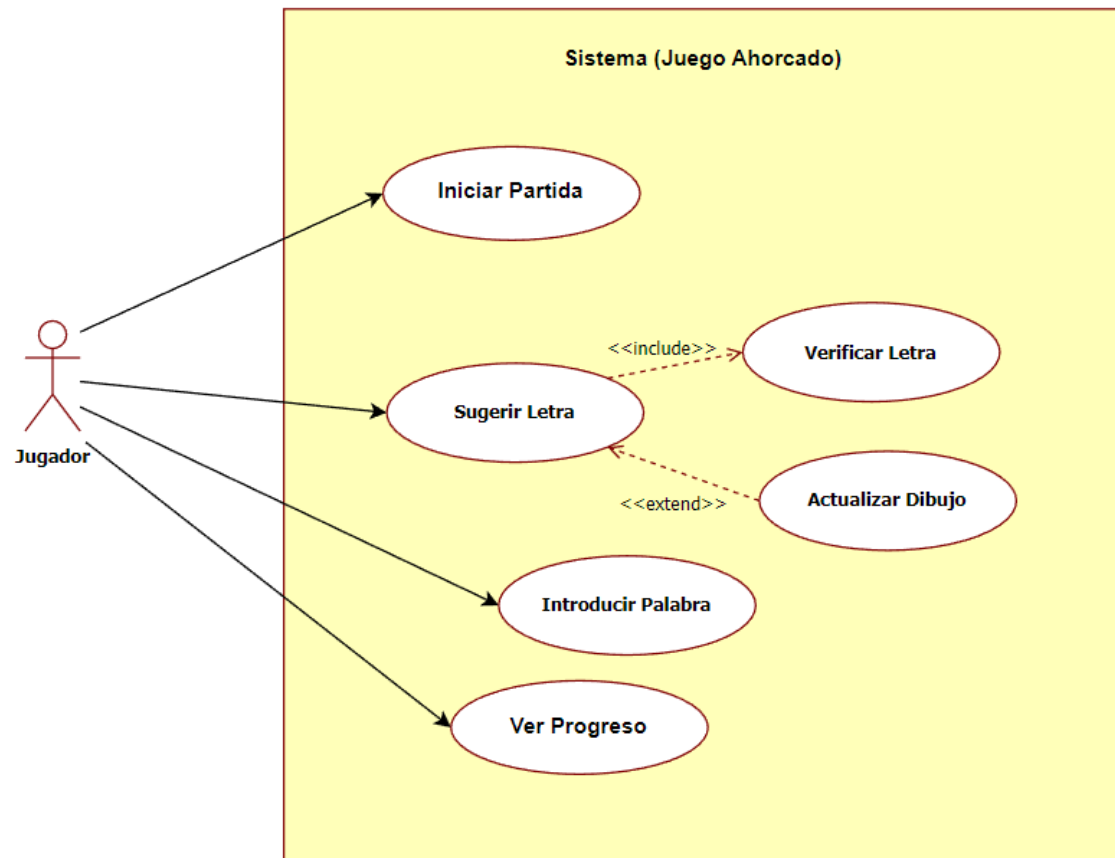 Sistema (Juego Ahorcado)
Iniciar Partida
<<include>>
Verificar Letra
Sugerir Letra
Jugador
Actualizar Dibujo
<<extend>>
Introducir Palabra
Ver Progreso